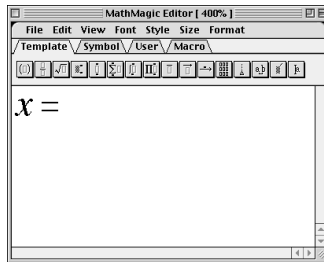 MathMagic Editor [ 400% ]
File Edit View Font Style Size Format
Template Symbol User Macro
x =